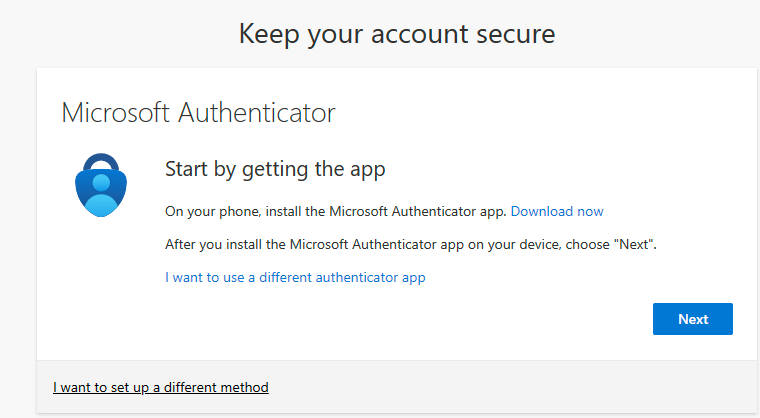 Keep your account secure
Microsoft Authenticator
Start by getting the app
On your phone, install the Microsoft Authenticator app. Download now
After you install the Microsoft Authenticator app on your device, choose "Next".
I want to use a different authenticator app
Next
I want to set up a different method